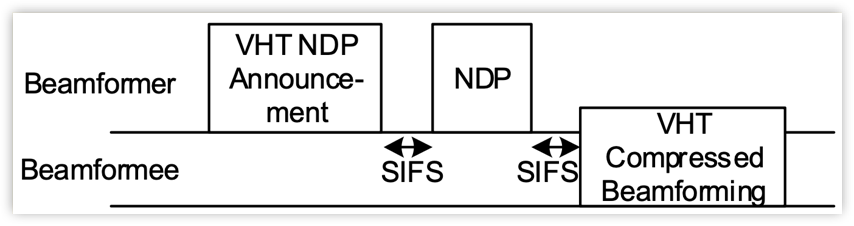 Beamformer
VHT NDP
Announce-
ment
NDP
Beamformee
SIFS
SIFS
VHT
Compressed
Beamforming